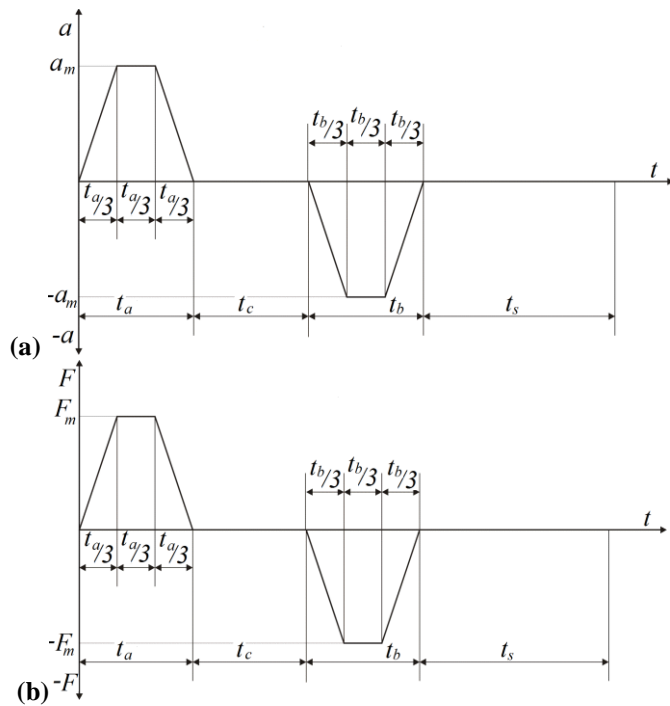 a
a_m
t_b/3 t_b/3 t_b/3
t
t_a/3 t_a/3 t_a/3
-a_m
t_a t_c t_b t_s
(a) -a
F
F_m
t_b/3 t_b/3 t_b/3
t
t_a/3 t_a/3 t_a/3
-F_m
t_a t_c t_b t_s
(b) -F